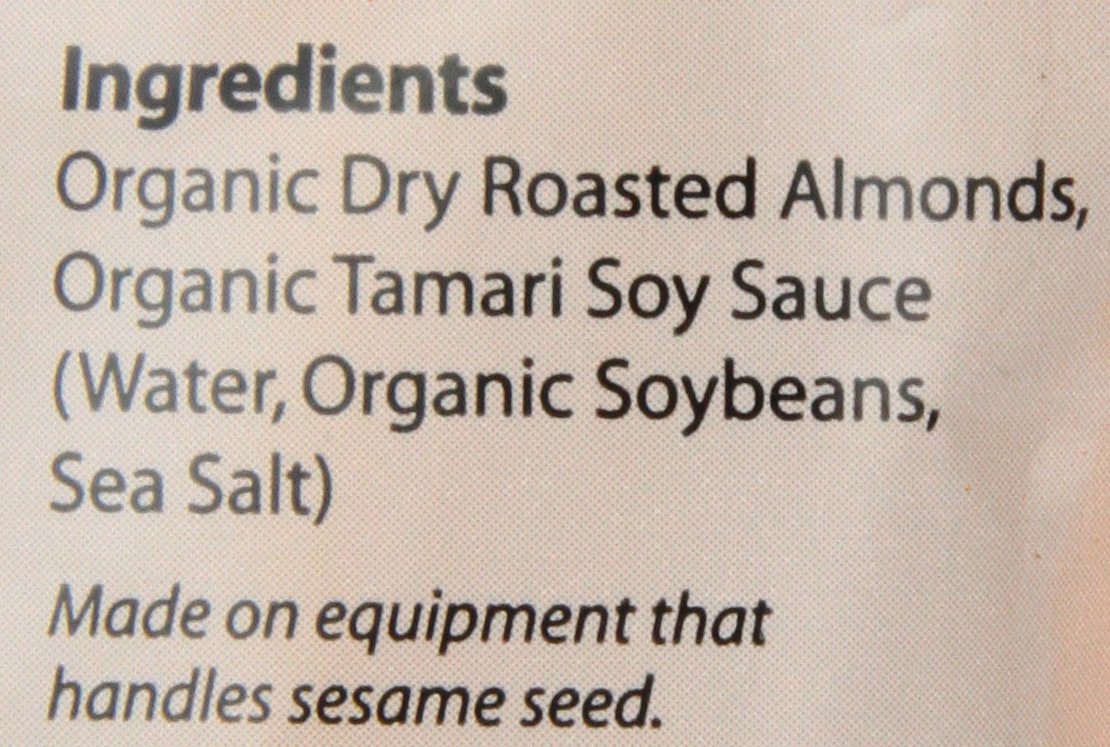 Ingredients
Organic Dry Roasted Almonds,
Organic Tamari Soy Sauce
(Water, Organic Soybeans,
Sea Salt)
Made on equipment that
handles sesame seed.